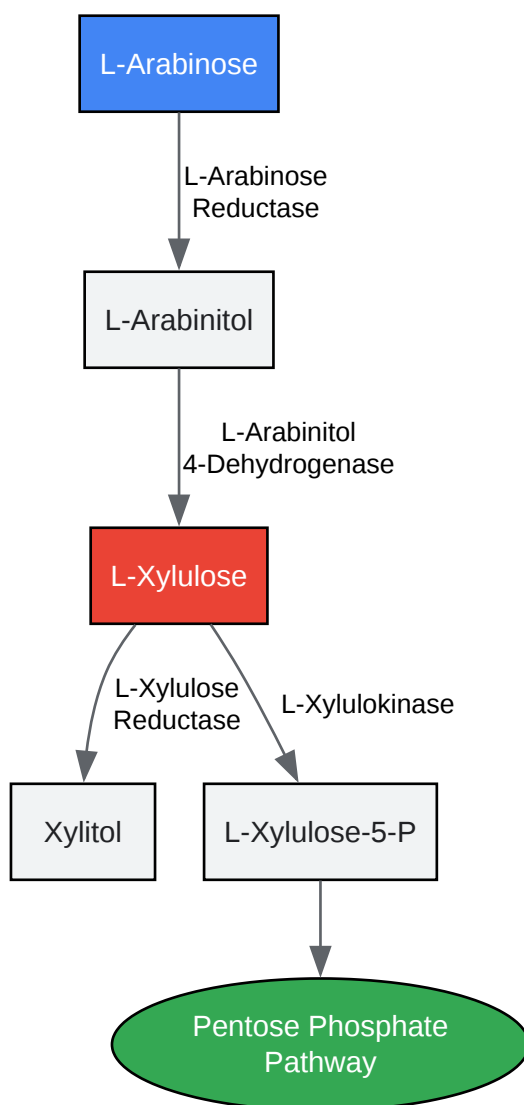 L-Arabinose
L-Arabinose
Reductase
L-Arabinitol
L-Arabinitol
4-Dehydrogenase
L-Xylulose
L-Xylulose
Reductase
L-Xylulokinase
Xylitol
L-Xylulose-5-P
Pentose Phosphate
Pathway